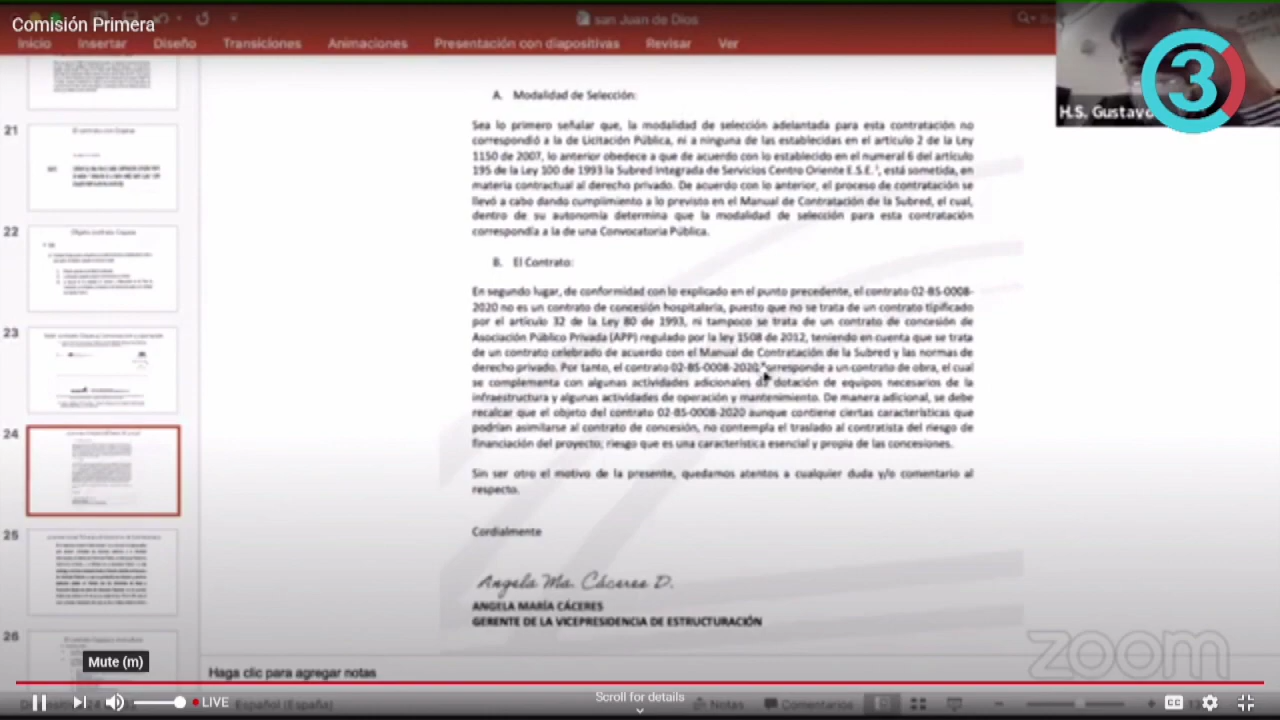 Comisión Primera
san Juan de Dios
Inicio Insertar Diseño Transiciones Animaciones Presentación con diapositivas Revisar Ver
3
H.S. Gustavo
21
22
23
24
25
26
A. Modalidad de Selección:
Sea lo primero señalar que, la modalidad de selección adelantada para esta contratación no
correspondió a la de Licitación Pública, ni a ninguna de las establecidas en el artículo 2 de la Ley
1150 de 2007, lo anterior obedece a que de acuerdo con lo establecido en el numeral 6 del artículo
195 de la Ley 100 de 1993 la Subred Integrada de Servicios Centro Oriente E.S.E. ¹, está sometida, en
materia contractual al derecho privado. De acuerdo con lo anterior, el proceso de contratación se
llevó a cabo dando cumplimiento a lo previsto en el Manual de Contratación de la Subred, el cual,
dentro de su autonomía determina que la modalidad de selección para esta contratación
correspondía a la de una Convocatoria Pública.
B. El Contrato:
En segundo lugar, de conformidad con lo explicado en el punto precedente, el contrato 02-BS-0008-
2020 no es un contrato de concesión hospitalaria, puesto que no se trata de un contrato tipificado
por el artículo 32 de la Ley 80 de 1993, ni tampoco se trata de un contrato de concesión de
Asociación Público Privada (APP) regulado por la ley 1508 de 2012, teniendo en cuenta que se trata
de un contrato celebrado de acuerdo con el Manual de Contratación de la Subred y las normas de
derecho privado. Por tanto, el contrato 02-BS-0008-2020 corresponde a un contrato de obra, el cual
se complementa con algunas actividades adicionales de dotación de equipos necesarios de la
infraestructura y algunas actividades de operación y mantenimiento. De manera adicional, se debe
recalcar que el objeto del contrato 02-BS-0008-2020 aunque contiene ciertas características que
podrían asimilarse al contrato de concesión, no contempla el traslado al contratista del riesgo de
financiación del proyecto; riesgo que es una característica esencial y propia de las concesiones.
Sin ser otro el motivo de la presente, quedamos atentos a cualquier duda y/o comentario al
respecto.
Cordialmente
Angela Ma. Cáceres D.
ANGELA MARÍA CÁCERES
GERENTE DE LA VICEPRESIDENCIA DE ESTRUCTURACIÓN
zoom
Mute (m)
Haga clic para agregar notas
LIVE
Español (España)
Scroll for details
Notas
Comentarios
CC